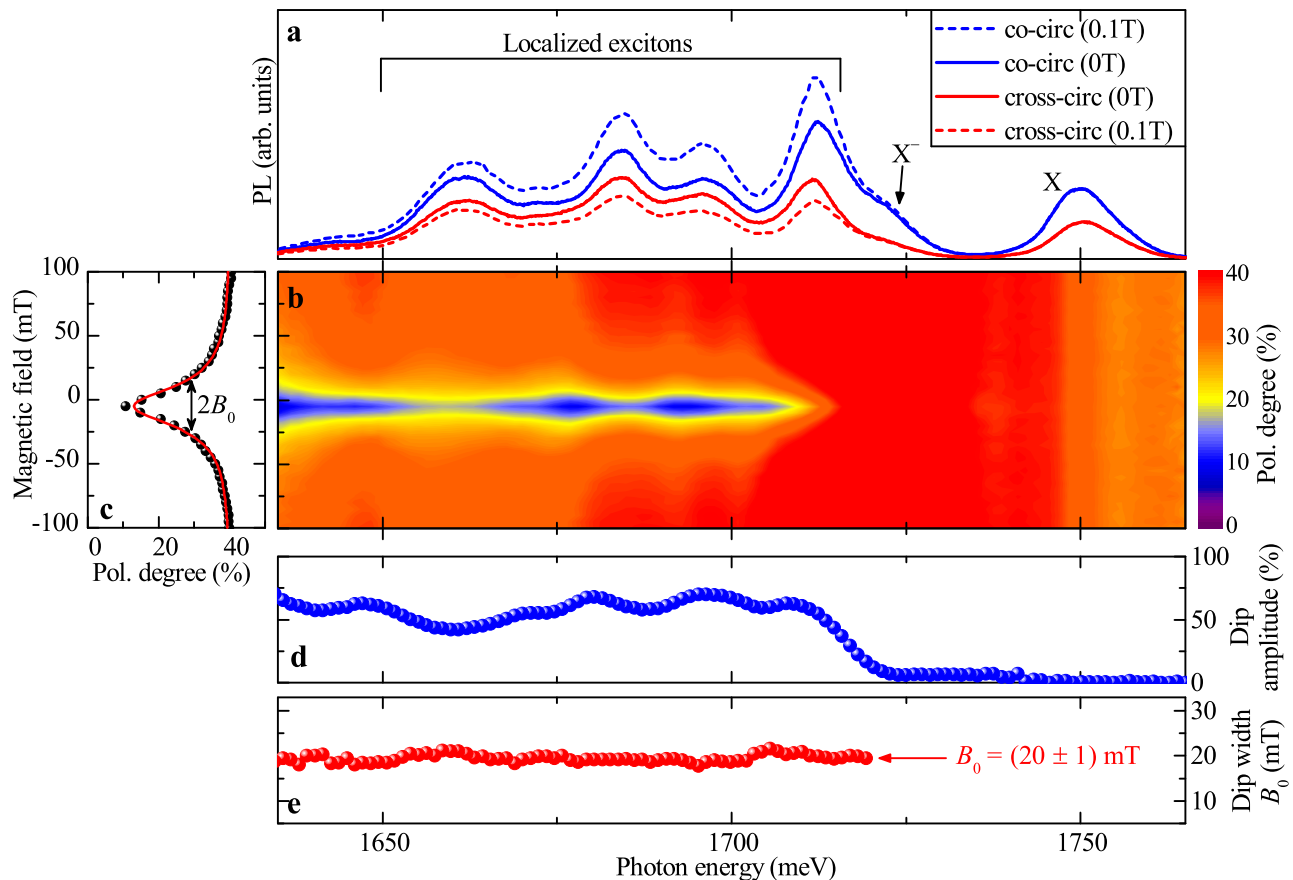 a
PL (arb. units)
Localized excitons
co-circ (0.1T)
co-circ (0T)
cross-circ (0T)
cross-circ (0.1T)
X⁻
X
Magnetic field (mT)
100
50
0
-50
-100
2B₀
c
0 20 40
Pol. degree (%)
b
40
30
20
10
0
Pol. degree (%)
d
100
50
0
Dip
amplitude (%)
e
30
20
10
Dip width
B₀ (mT)
B₀ = (20 ± 1) mT
1650 1700 1750
Photon energy (meV)